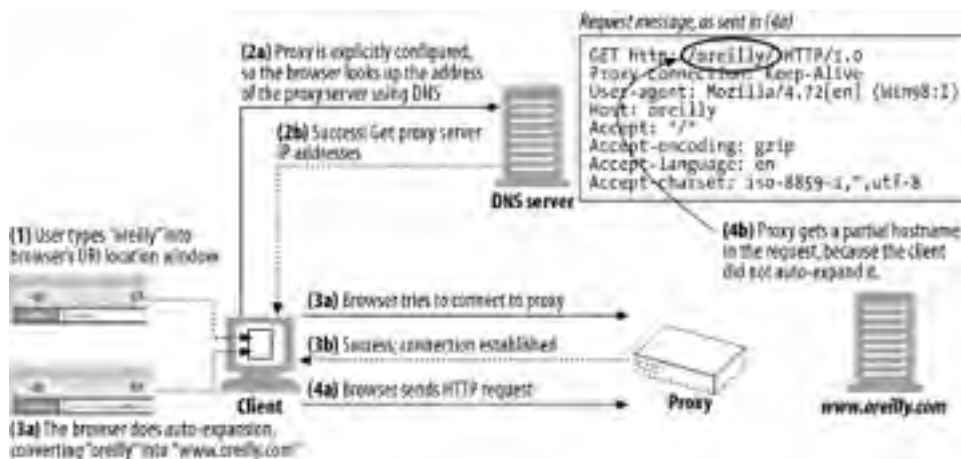 Request message, as sent in (4a)
GET http://oreilly/ HTTP/1.0
Proxy-Connection: Keep-Alive
User-agent: Mozilla/4.72[en] (Win98;I)
Host: oreilly
Accept: */*
Accept-encoding: gzip
Accept-language: en
Accept-charset: iso-8859-1,*,utf-8
(2a) Proxy is explicitly configured,
so the browser looks up the address
of the proxy server using DNS
(2b) Success! Get proxy server
IP addresses
DNS server
(4b) Proxy gets a partial hostname
in the request, because the client
did not auto-expand it.
(1) User types "oreilly" into
browser's URI location window
(3a) Browser tries to connect to proxy
(3b) Success; connection established
(4a) Browser sends HTTP request
Client
Proxy
www.oreilly.com
(3a) The browser does auto-expansion,
converting "oreilly" into "www.oreilly.com"